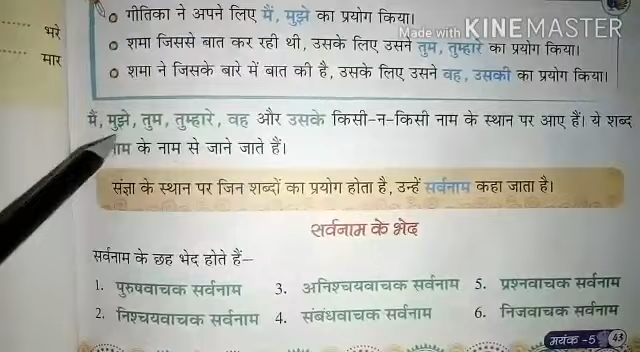 गीतिका ने अपने लिए मैं, मुझे का प्रयोग किया।
Made with KINEMASTER
भरे
शमा जिससे बात कर रही थी, उसके लिए उसने तुम, तुम्हारे का प्रयोग किया।
मार
शमा ने जिसके बारे में बात की है, उसके लिए उसने वह, उसकी का प्रयोग किया।
मैं, मुझे, तुम, तुम्हारे, वह और उसके किसी-न-किसी नाम के स्थान पर आए हैं। ये शब्द
के नाम से जाने जाते हैं।
संज्ञा के स्थान पर जिन शब्दों का प्रयोग होता है, उन्हें सर्वनाम कहा जाता है।
सर्वनाम के भेद
सर्वनाम के छह भेद होते हैं–
1. पुरुषवाचक सर्वनाम 3. अनिश्चयवाचक सर्वनाम 5. प्रश्नवाचक सर्वनाम
2. निश्चयवाचक सर्वनाम 4. संबंधवाचक सर्वनाम 6. निजवाचक सर्वनाम
मयंक -5 43